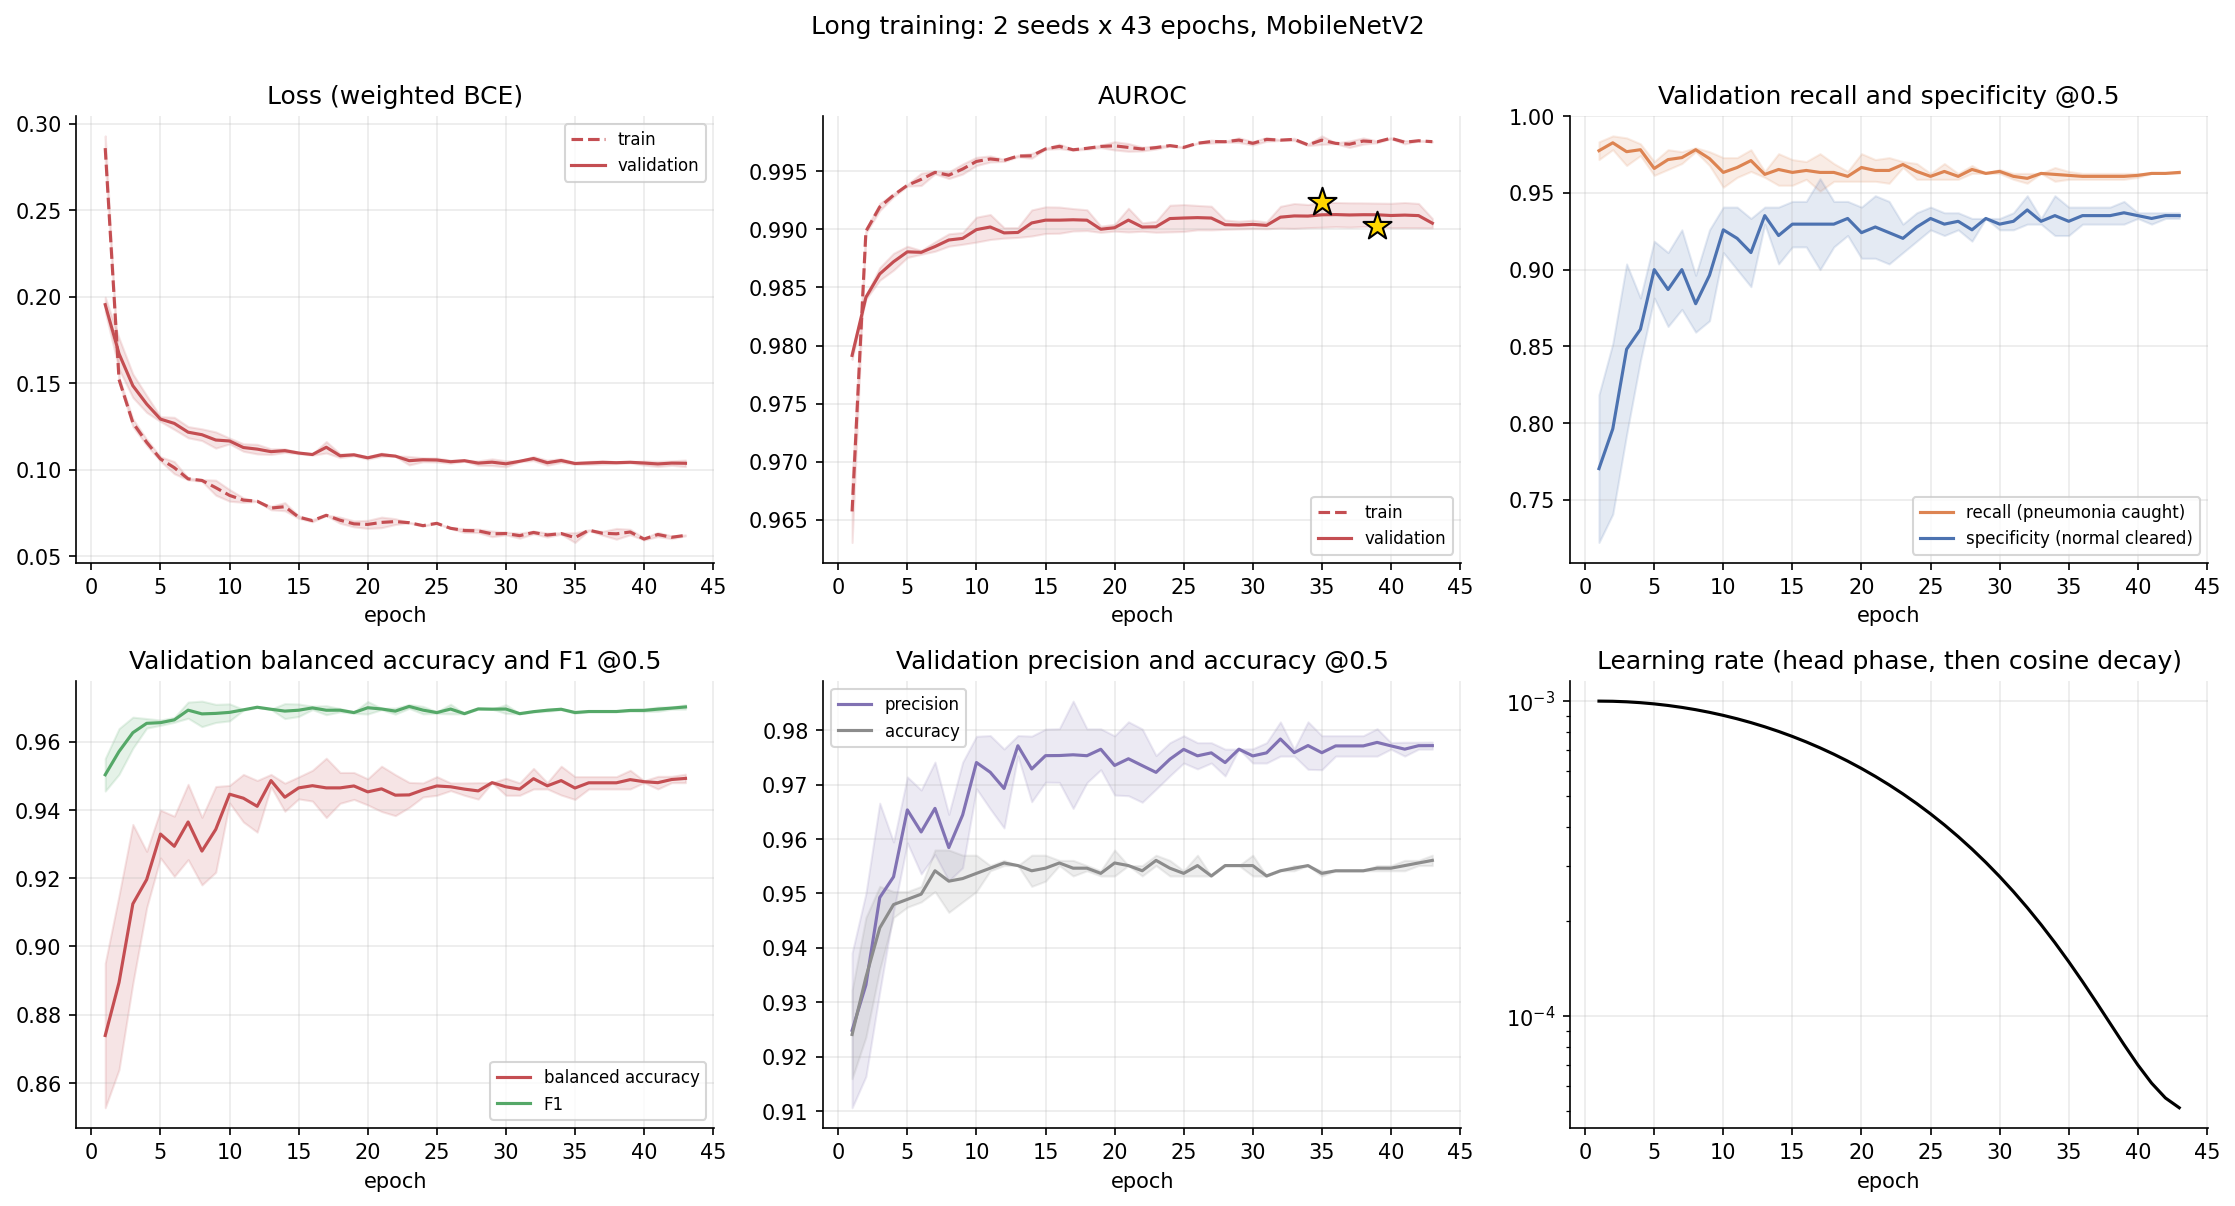 Long training: 2 seeds x 43 epochs, MobileNetV2
Loss (weighted BCE)
0.30
0.25
0.20
0.15
0.10
0.05
train
validation
0 5 10 15 20 25 30 35 40 45
epoch
AUROC
0.995
0.990
0.985
0.980
0.975
0.970
0.965
train
validation
0 5 10 15 20 25 30 35 40 45
epoch
Validation recall and specificity @0.5
1.00
0.95
0.90
0.85
0.80
0.75
recall (pneumonia caught)
specificity (normal cleared)
0 5 10 15 20 25 30 35 40 45
epoch
Validation balanced accuracy and F1 @0.5
0.96
0.94
0.92
0.90
0.88
0.86
balanced accuracy
F1
0 5 10 15 20 25 30 35 40 45
epoch
Validation precision and accuracy @0.5
precision
accuracy
0.98
0.97
0.96
0.95
0.94
0.93
0.92
0.91
0 5 10 15 20 25 30 35 40 45
epoch
Learning rate (head phase, then cosine decay)
10⁻³
10⁻⁴
0 5 10 15 20 25 30 35 40 45
epoch